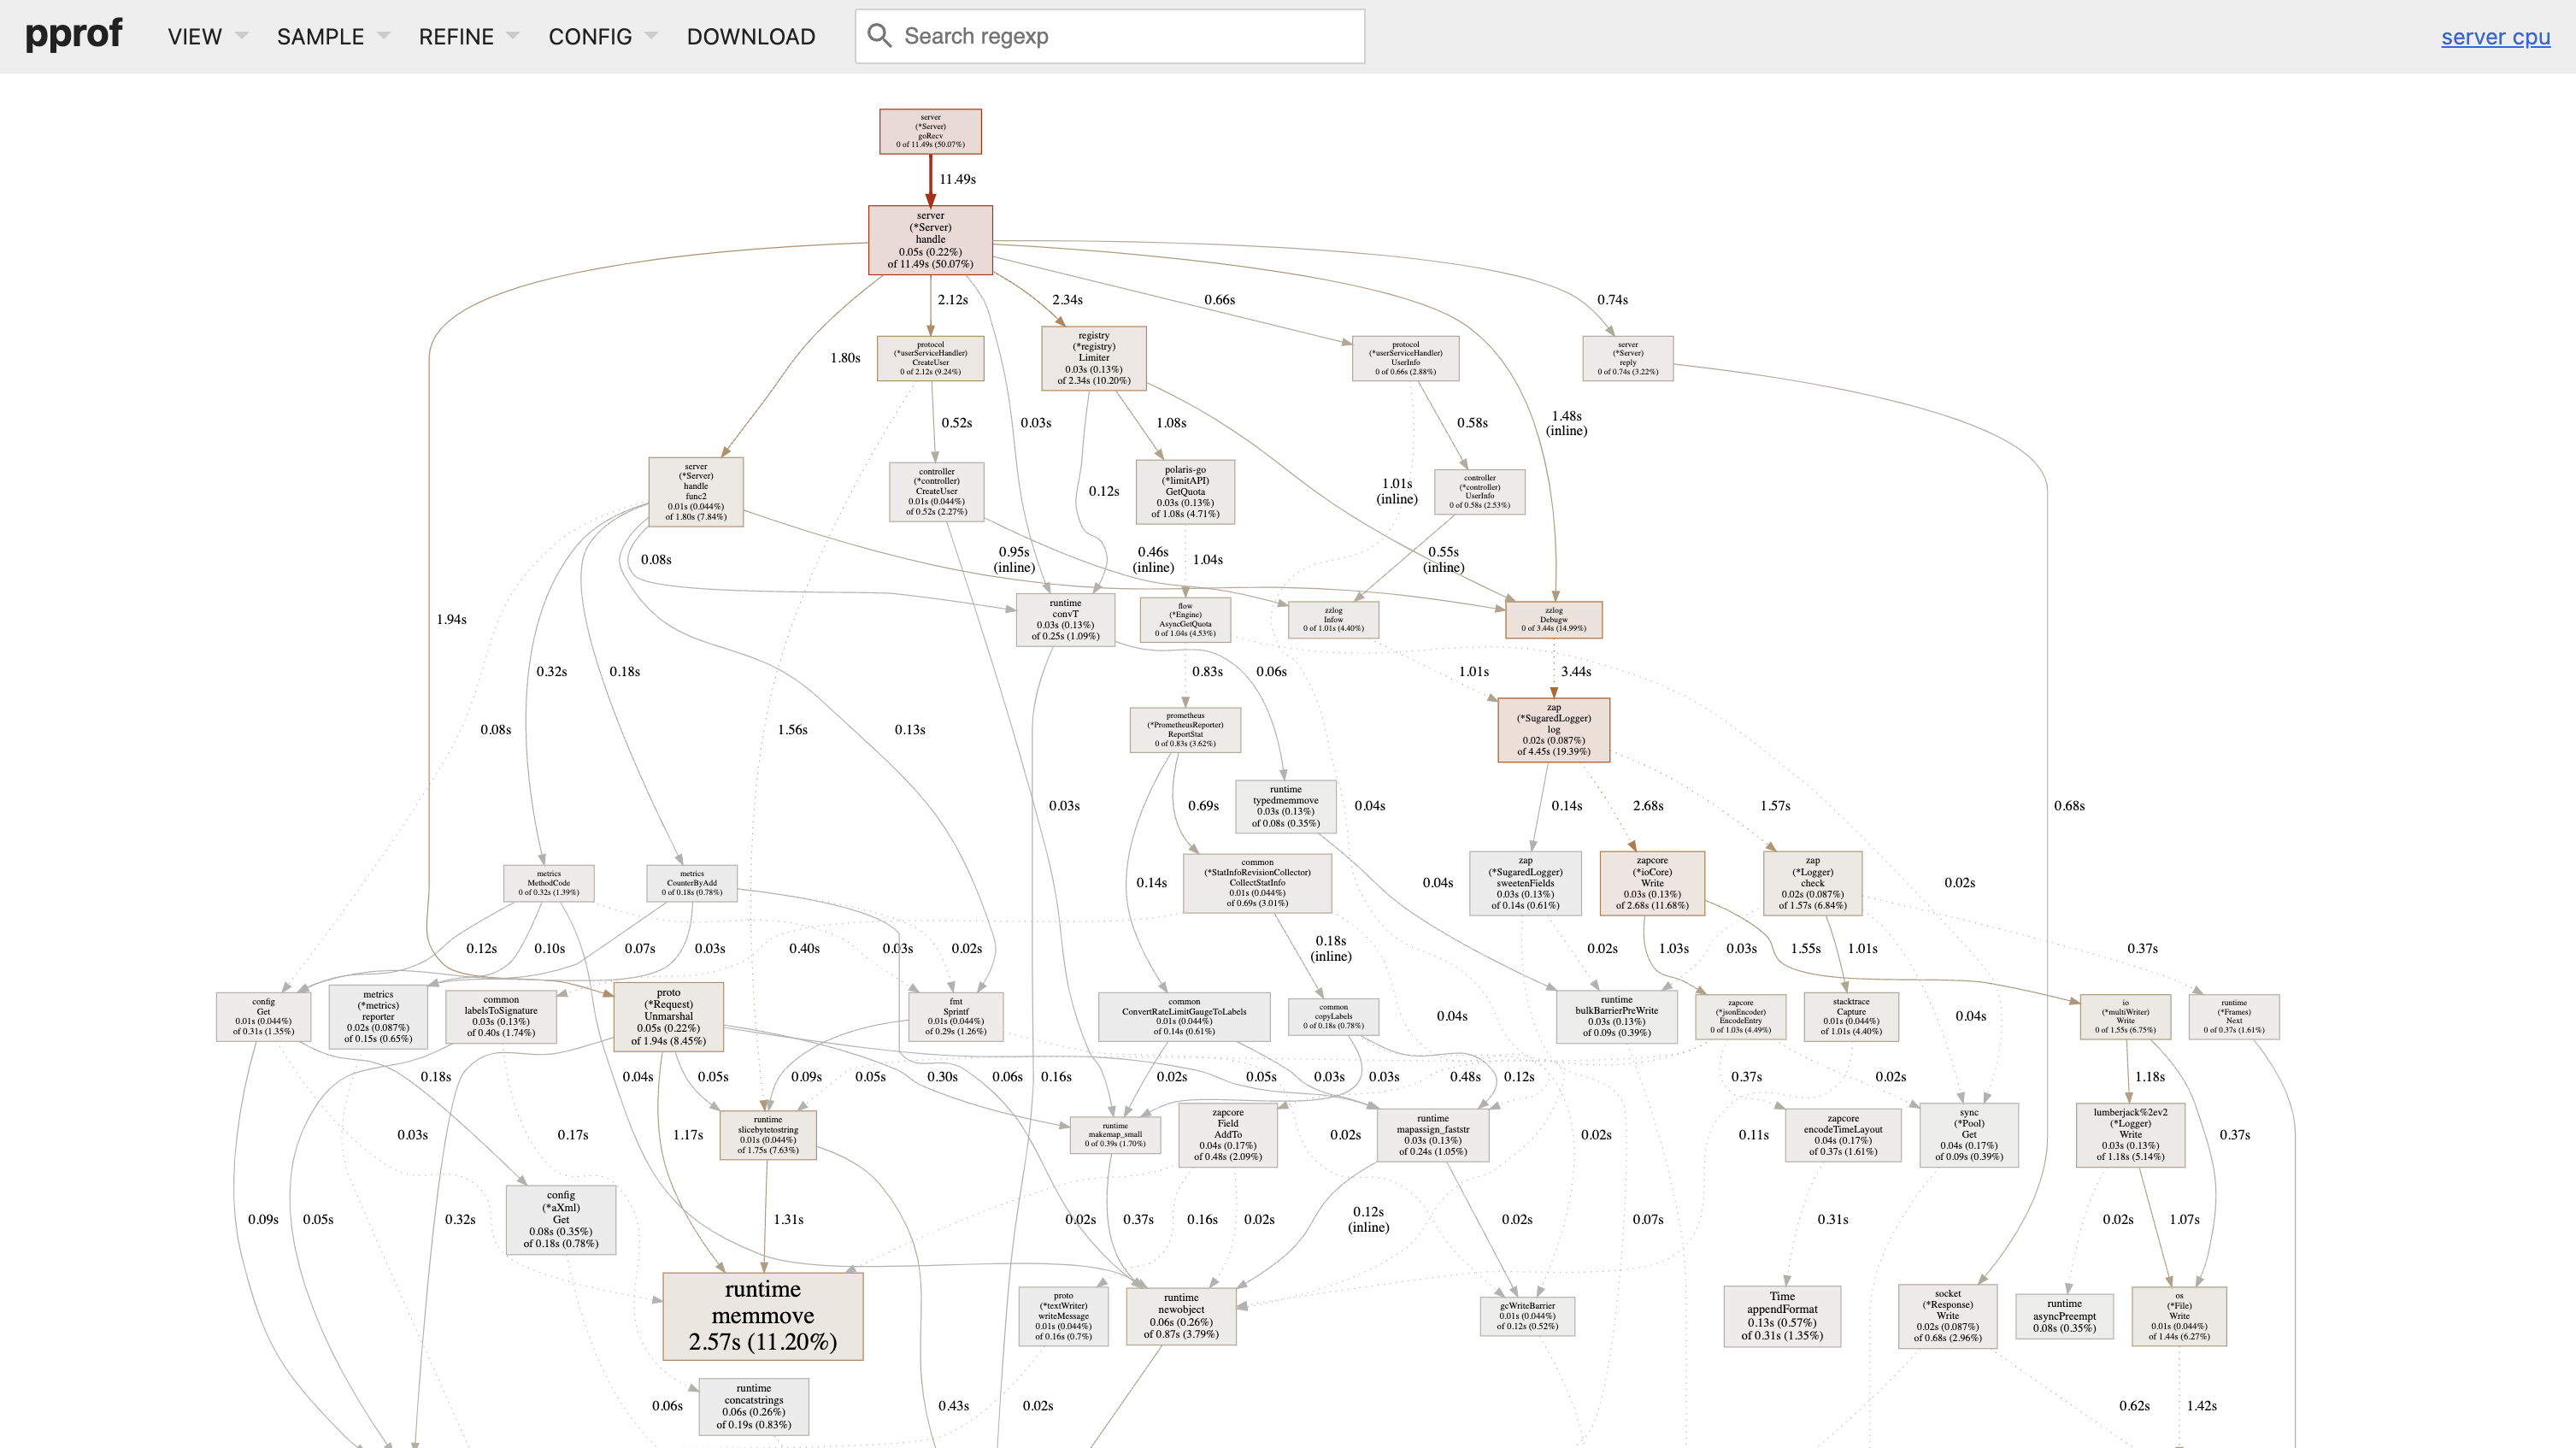 pprof
VIEW
SAMPLE
REFINE
CONFIG
DOWNLOAD
Search regexp
server cpu
server
(*Server)
goRecv
0 of 11.49s (50.07%)
11.49s
server
(*Server)
handle
0.05s (0.22%)
of 11.49s (50.07%)
2.12s
2.34s
0.66s
0.74s
1.80s
protocol
(*userServiceHandler)
CreateUser
0 of 2.12s (9.24%)
registry
(*registry)
Limiter
0.03s (0.13%)
of 2.34s (10.20%)
protocol
(*userServiceHandler)
UserInfo
0 of 0.66s (2.88%)
server
(*Server)
reply
0 of 0.74s (3.22%)
0.52s
0.03s
1.08s
0.58s
1.48s
(inline)
server
(*Server)
handle
func2
0.01s (0.044%)
of 1.80s (7.84%)
controller
(*controller)
CreateUser
0.01s (0.044%)
of 0.52s (2.27%)
0.12s
polaris-go
(*limitAPI)
GetQuota
0.03s (0.13%)
of 1.08s (4.71%)
1.01s
(inline)
controller
(*controller)
UserInfo
0 of 0.58s (2.53%)
0.08s
0.95s
(inline)
0.46s
(inline)
1.04s
0.55s
(inline)
1.94s
runtime
convT
0.03s (0.13%)
of 0.25s (1.09%)
flow
(*Engine)
AsyncGetQuota
0 of 1.04s (4.53%)
zzlog
Infow
0 of 1.01s (4.40%)
zzlog
Debugw
0 of 3.44s (14.99%)
0.32s
0.18s
0.83s
0.06s
1.01s
3.44s
0.08s
1.56s
0.13s
prometheus
(*PrometheusReporter)
ReportStat
0 of 0.83s (3.62%)
zap
(*SugaredLogger)
log
0.02s (0.087%)
of 4.45s (19.39%)
0.03s
0.69s
runtime
typedmemmove
0.03s (0.13%)
of 0.08s (0.35%)
0.04s
0.14s
2.68s
1.57s
0.68s
metrics
MethodCode
0 of 0.32s (1.39%)
metrics
CounterByAdd
0 of 0.18s (0.78%)
0.14s
common
(*StatInfoRevisionCollector)
CollectStatInfo
0.01s (0.044%)
of 0.69s (3.01%)
0.04s
zap
(*SugaredLogger)
sweetenFields
0.03s (0.13%)
of 0.14s (0.61%)
zapcore
(*ioCore)
Write
0.03s (0.13%)
of 2.68s (11.68%)
zap
(*Logger)
check
0.02s (0.087%)
of 1.57s (6.84%)
0.02s
0.12s
0.10s
0.07s
0.03s
0.40s
0.03s
0.02s
0.18s
(inline)
0.02s
1.03s
0.03s
1.55s
1.01s
0.37s
config
Get
0.01s (0.044%)
of 0.31s (1.35%)
metrics
(*metrics)
reporter
0.02s (0.087%)
of 0.15s (0.65%)
common
labelsToSignature
0.03s (0.13%)
of 0.40s (1.74%)
proto
(*Request)
Unmarshal
0.05s (0.22%)
of 1.94s (8.45%)
fmt
Sprintf
0.01s (0.044%)
of 0.29s (1.26%)
common
ConvertRateLimitGaugeToLabels
0.01s (0.044%)
of 0.14s (0.61%)
common
copyLabels
0 of 0.18s (0.78%)
0.04s
runtime
bulkBarrierPreWrite
0.03s (0.13%)
of 0.09s (0.39%)
zapcore
(*jsonEncoder)
EncodeEntry
0 of 1.03s (4.49%)
stacktrace
Capture
0.01s (0.044%)
of 1.01s (4.40%)
0.04s
io
(*multiWriter)
Write
0 of 1.55s (6.75%)
runtime
(*Frames)
Next
0 of 0.37s (1.61%)
0.18s
0.04s
0.05s
0.09s
0.05s
0.30s
0.06s
0.16s
0.02s
0.05s
0.03s
0.03s
0.48s
0.12s
0.37s
0.02s
1.18s
0.03s
0.17s
1.17s
runtime
slicebytetostring
0.01s (0.044%)
of 1.75s (7.63%)
runtime
makemap_small
0 of 0.39s (1.70%)
zapcore
Field
AddTo
0.04s (0.17%)
of 0.48s (2.09%)
0.02s
runtime
mapassign_faststr
0.03s (0.13%)
of 0.24s (1.05%)
0.02s
0.11s
zapcore
encodeTimeLayout
0.04s (0.17%)
of 0.37s (1.61%)
sync
(*Pool)
Get
0.04s (0.17%)
of 0.09s (0.39%)
lumberjack%2ev2
(*Logger)
Write
0.03s (0.13%)
of 1.18s (5.14%)
0.37s
0.09s
0.05s
0.32s
config
(*aXml)
Get
0.08s (0.35%)
of 0.18s (0.78%)
1.31s
0.02s
0.37s
0.16s
0.02s
0.12s
(inline)
0.02s
0.07s
0.31s
0.02s
1.07s
runtime
memmove
2.57s (11.20%)
proto
(*textWriter)
writeMessage
0.01s (0.044%)
of 0.16s (0.7%)
runtime
newobject
0.06s (0.26%)
of 0.87s (3.79%)
gcWriteBarrier
0.01s (0.044%)
of 0.12s (0.52%)
Time
appendFormat
0.13s (0.57%)
of 0.31s (1.35%)
socket
(*Response)
Write
0.02s (0.087%)
of 0.68s (2.96%)
runtime
asyncPreempt
0.08s (0.35%)
os
(*File)
Write
0.01s (0.044%)
of 1.44s (6.27%)
0.06s
runtime
concatstrings
0.06s (0.26%)
of 0.19s (0.83%)
0.43s
0.02s
0.62s
1.42s